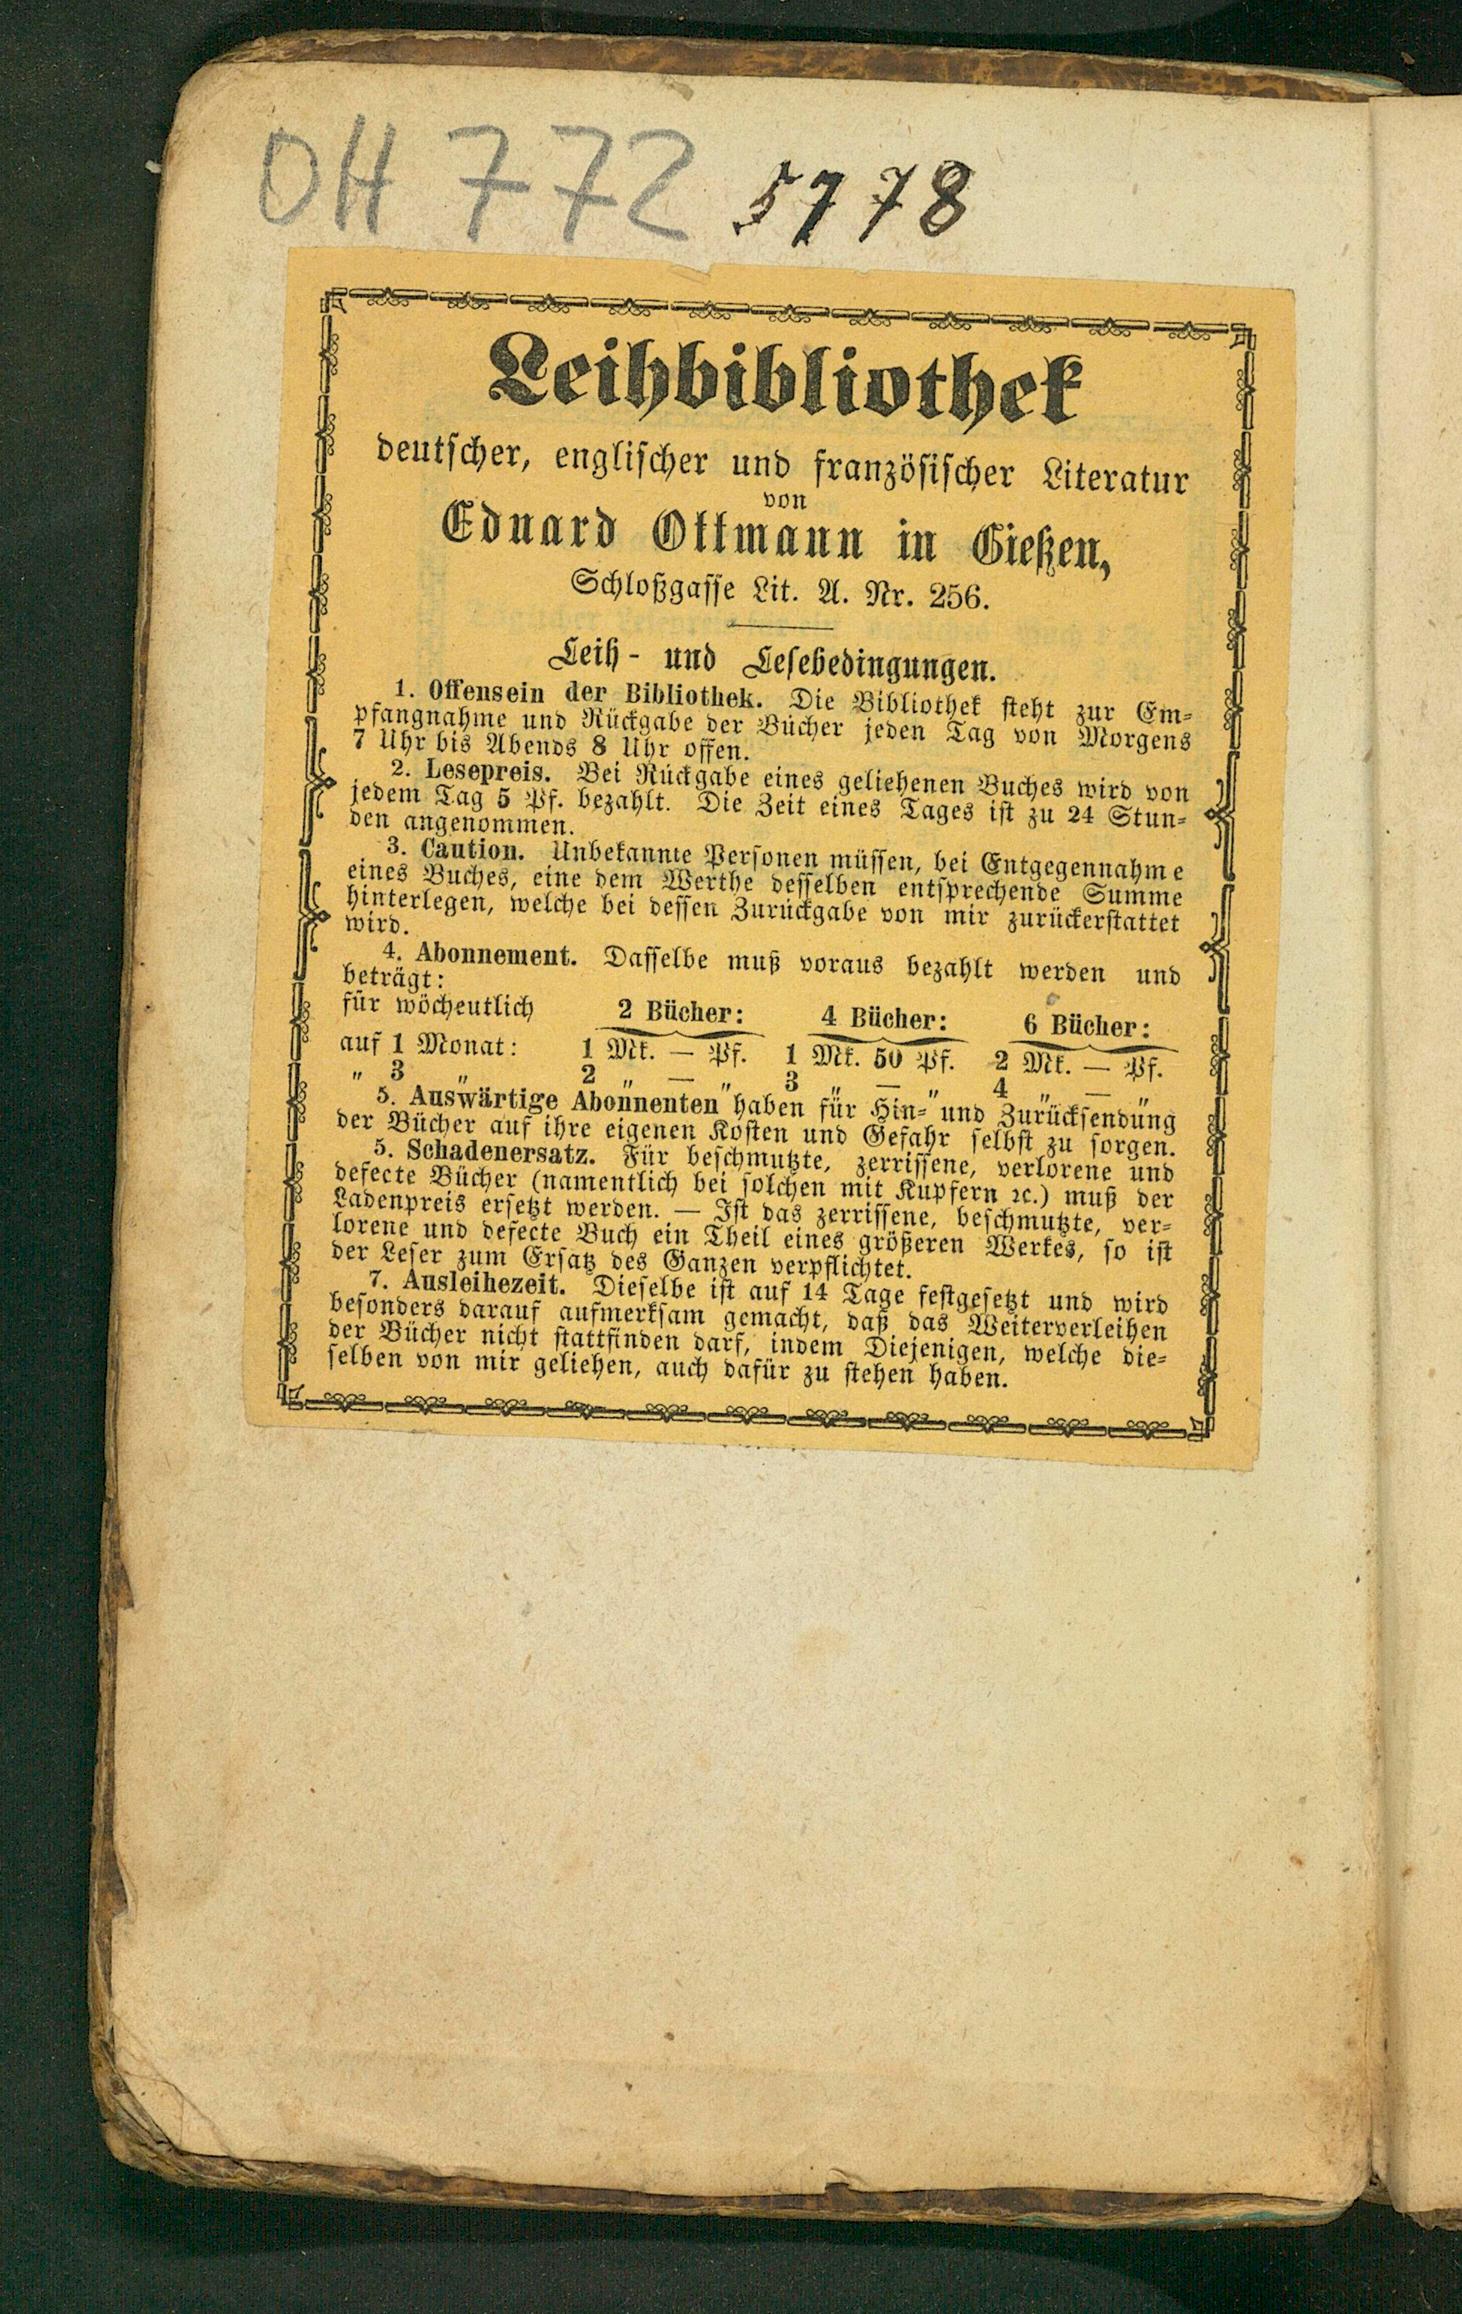 OH 772 5778
Leihbibliothek
deutscher, englischer und französischer Literatur
von
Eduard Ottmann in Gießen,
Schloßgasse Lit. A. Nr. 256.
Leih- und Lesebedingungen.
1. Offensein der Bibliothek. Die Bibliothek steht zur Em-
pfangnahme und Rückgabe der Bücher jeden Tag von Morgens
7 Uhr bis Abends 8 Uhr offen.
2. Lesepreis. Bei Rückgabe eines geliehenen Buches wird von
jedem Tag 5 Pf. bezahlt. Die Zeit eines Tages ist zu 24 Stun-
den angenommen.
3. Caution. Unbekannte Personen müssen, bei Entgegennahme
eines Buches, eine dem Werthe desselben entsprechende Summe
hinterlegen, welche bei dessen Zurückgabe von mir zurückerstattet
wird.
4. Abonnement. Dasselbe muß voraus bezahlt werden und
beträgt:
für wöchentlich 2 Bücher: 4 Bücher: 6 Bücher:
auf 1 Monat: 1 Mk. — Pf. 1 Mk. 50 Pf. 2 Mk. — Pf.
" 3 " 2 " — " 3 " — " 4 " — "
5. Auswärtige Abonnenten haben für Hin- und Zurücksendung
der Bücher auf ihre eigenen Kosten und Gefahr selbst zu sorgen.
5. Schadenersatz. Für beschmutzte, zerrissene, verlorene und
defecte Bücher (namentlich bei solchen mit Kupfern ꝛc.) muß der
Ladenpreis ersetzt werden. — Ist das zerrissene, beschmutzte, ver-
lorene und defecte Buch ein Theil eines größeren Werkes, so ist
der Leser zum Ersatz des Ganzen verpflichtet.
7. Ausleihezeit. Dieselbe ist auf 14 Tage festgesetzt und wird
besonders darauf aufmerksam gemacht, daß das Weiterverleihen
der Bücher nicht stattfinden darf, indem Diejenigen, welche die-
selben von mir geliehen, auch dafür zu stehen haben.